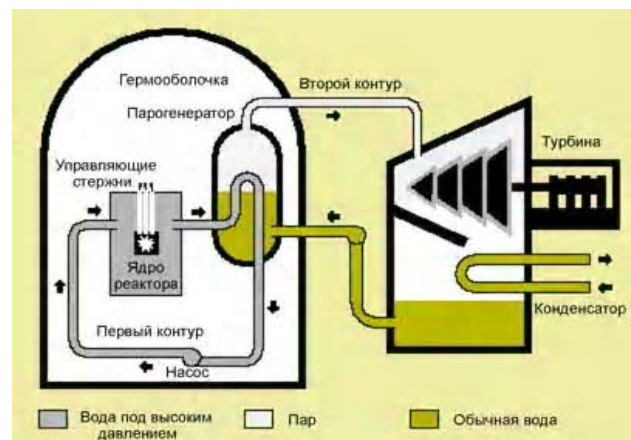 Гермооболочка
Второй контур
Парогенератор
Турбина
Управляющие
стержни
Ядро
реактора
Конденсатор
Первый контур
Насос
Вода под высоким
давлением
Пар
Обычная вода